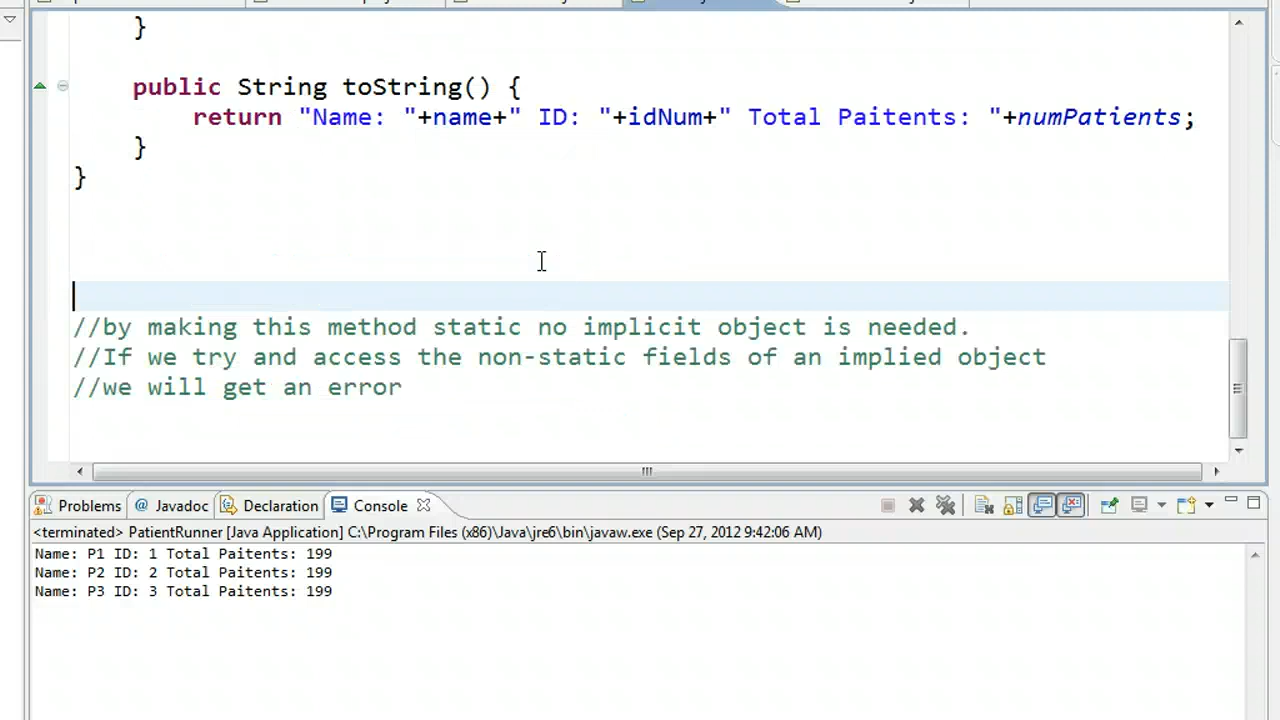 }
public String toString() {
return "Name: "+name+" ID: "+idNum+" Total Paitents: "+numPatients;
}
}
//by making this method static no implicit object is needed.
//If we try and access the non-static fields of an implied object
//we will get an error
Problems @ Javadoc Declaration Console
<terminated> PatientRunner [Java Application] C:\Program Files (x86)\Java\jre6\bin\javaw.exe (Sep 27, 2012 9:42:06 AM)
Name: P1 ID: 1 Total Paitents: 199
Name: P2 ID: 2 Total Paitents: 199
Name: P3 ID: 3 Total Paitents: 199